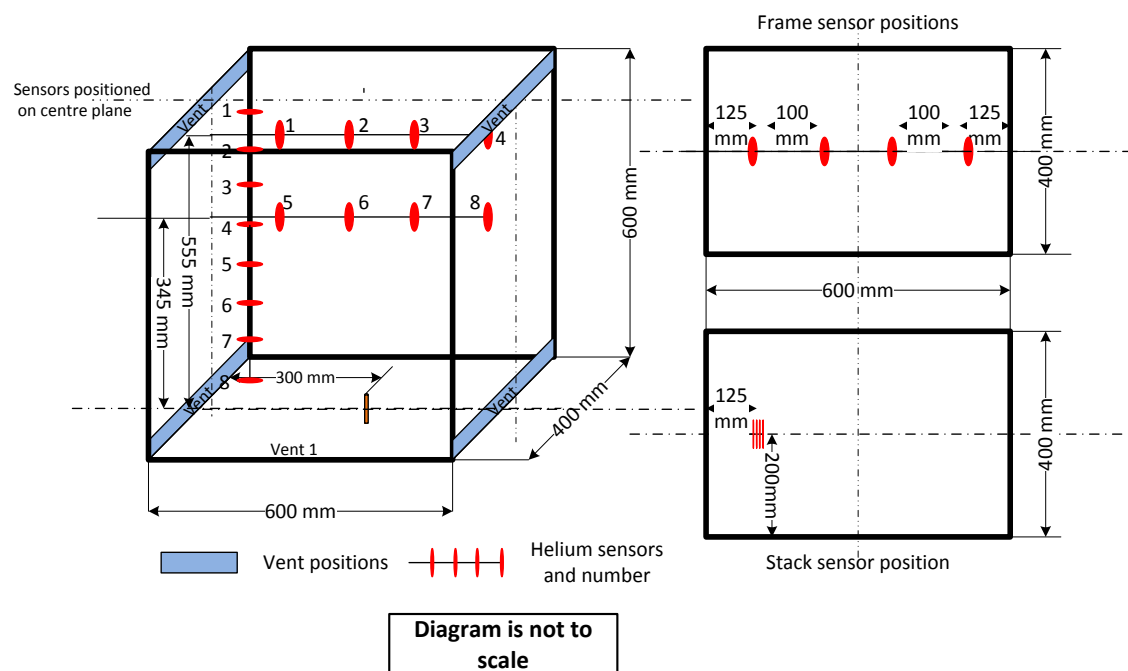 Frame sensor positions
Sensors positioned
on centre plane
Vent
1
2
3
4
5
6
7
8
1
2
3
4
5
6
7
8
555 mm
345 mm
300 mm
Vent
Vent
Vent 1
600 mm
400 mm
600 mm
125
mm
100
mm
100
mm
125
mm
400 mm
600 mm
125
mm
200mm
400 mm
Stack sensor position
Vent positions
Helium sensors
and number
Diagram is not to
scale